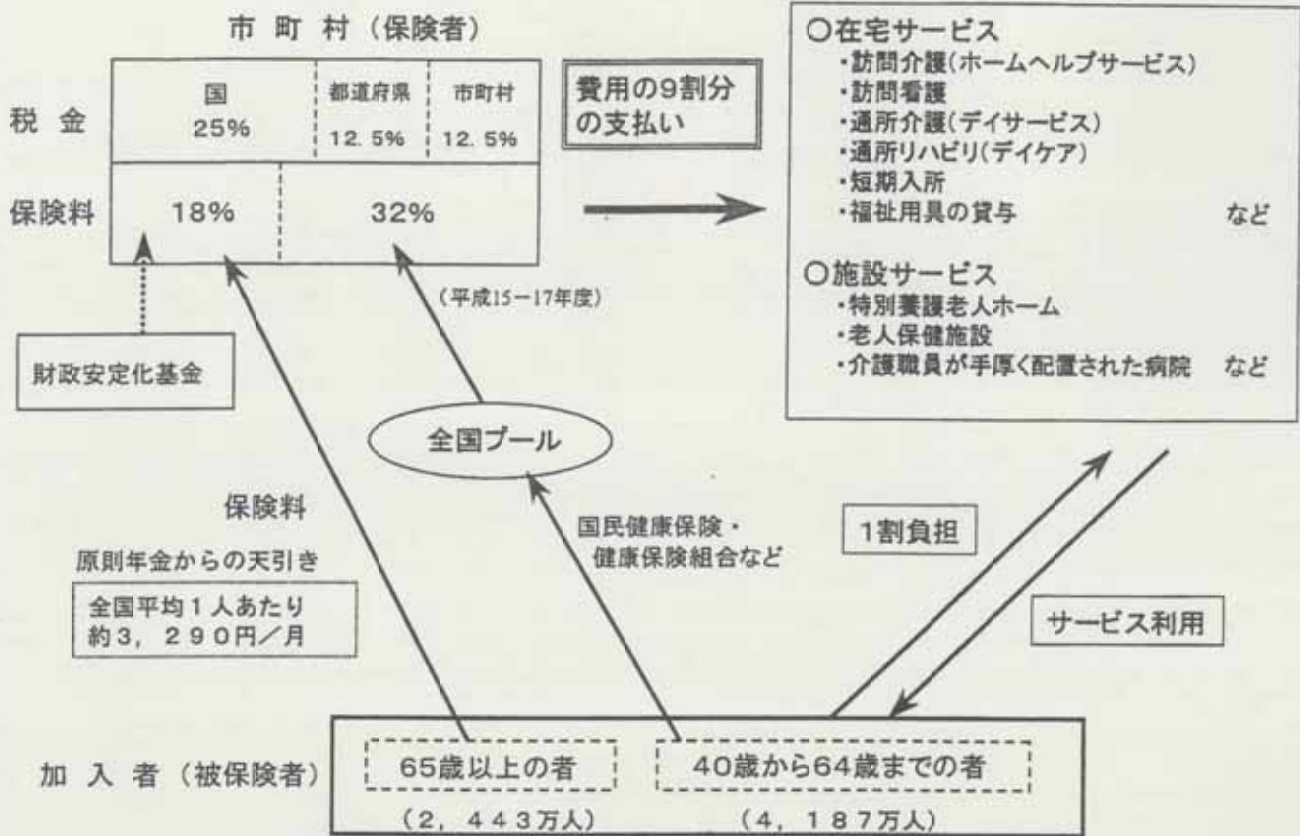 市 町 村（保険者）
税 金
国
25%
都道府県
12.5%
市町村
12.5%
保険料
18%
32%
費用の9割分
の支払い
○在宅サービス
・訪問介護(ホームヘルプサービス)
・訪問看護
・通所介護(デイサービス)
・通所リハビリ(デイケア)
・短期入所
・福祉用具の貸与 など
○施設サービス
・特別養護老人ホーム
・老人保健施設
・介護職員が手厚く配置された病院 など
(平成15－17年度)
財政安定化基金
全国プール
保険料
原則年金からの天引き
全国平均１人あたり
約３，２９０円／月
国民健康保険・
健康保険組合など
1割負担
サービス利用
加 入 者（被保険者）
65歳以上の者
(２，４４３万人)
40歳から64歳までの者
(４，１８７万人)